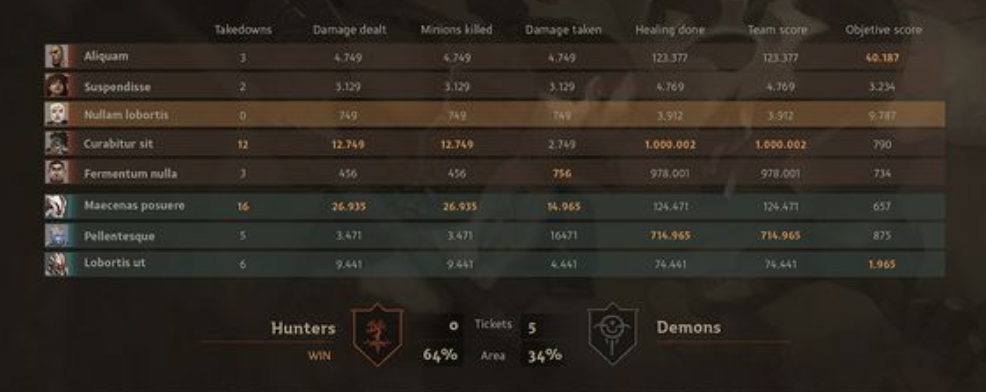 Takedowns Damage dealt Minions killed Damage taken Healing done Team score Objetive score
Aliquam 3 4.749 4.749 4.749 123.377 123.377 40.187
Suspendisse 2 3.129 3.129 3.129 4.769 4.769 3.234
Nullam lobortis 0 749 749 749 3.912 3.912 9.787
Curabitur sit 12 12.749 12.749 2.749 1.000.002 1.000.002 790
Fermentum nulla 3 456 456 756 978.001 978.001 734
Maecenas posuere 16 26.935 26.935 14.965 124.471 124.471 657
Pellentesque 5 3.471 3.471 16471 714.965 714.965 875
Lobortis ut 6 9.441 9.441 4.441 74.441 74.441 1.965
Hunters 0 Tickets 5 Demons
WIN 64% Area 34%